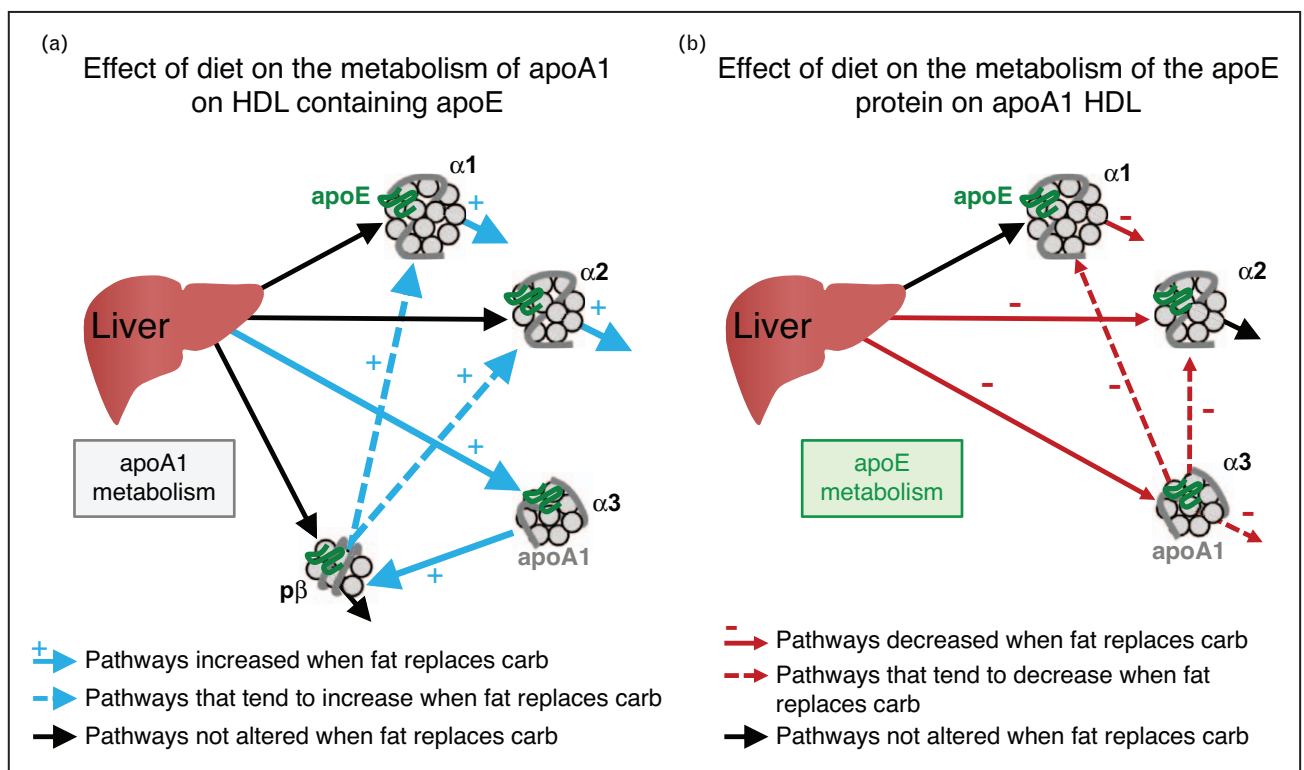 (a)
Effect of diet on the metabolism of apoA1
on HDL containing apoE
α1
apoE
+
α2
+
Liver
+
+
+
apoA1
metabolism
α3
apoA1
+
pβ
+
Pathways increased when fat replaces carb
Pathways that tend to increase when fat replaces carb
Pathways not altered when fat replaces carb
(b)
Effect of diet on the metabolism of the apoE
protein on apoA1 HDL
α1
apoE
-
α2
-
Liver
-
-
-
apoE
metabolism
α3
-
apoA1
-
Pathways decreased when fat replaces carb
Pathways that tend to decrease when fat
replaces carb
Pathways not altered when fat replaces carb